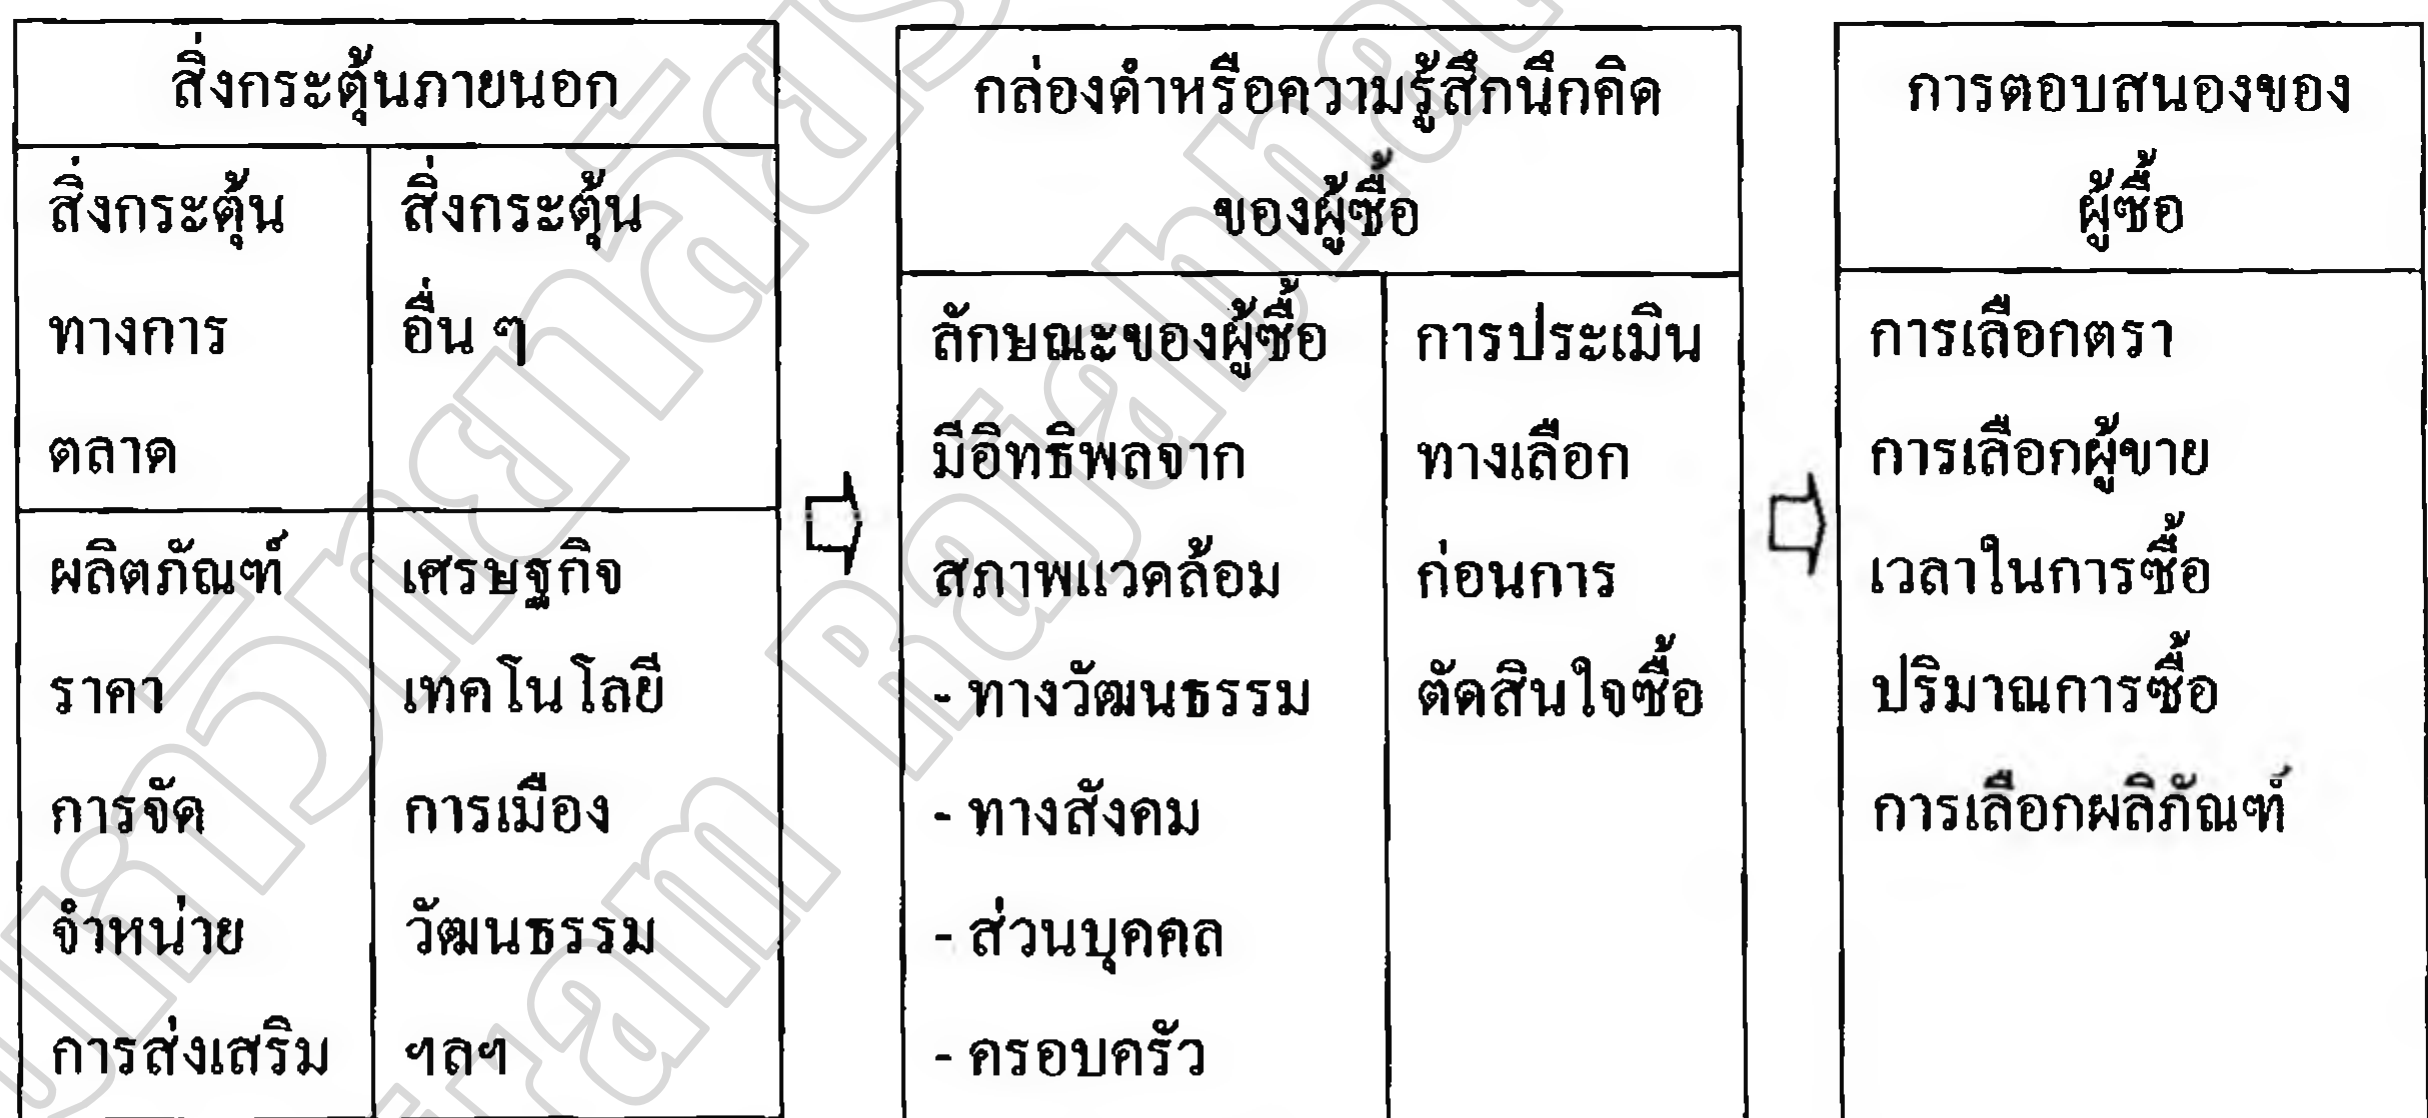 สิ่งกระตุ้นภายนอก
สิ่งกระตุ้น
ทางการ
ตลาด
สิ่งกระตุ้น
อื่น ๆ
ผลิตภัณฑ์
ราคา
การจัด
จำหน่าย
การส่งเสริม
เศรษฐกิจ
เทคโนโลยี
การเมือง
วัฒนธรรม
ฯลฯ
กล่องดำหรือความรู้สึกนึกคิด
ของผู้ซื้อ
ลักษณะของผู้ซื้อ
มีอิทธิพลจาก
สภาพแวดล้อม
- ทางวัฒนธรรม
- ทางสังคม
- ส่วนบุคคล
- ครอบครัว
การประเมิน
ทางเลือก
ก่อนการ
ตัดสินใจซื้อ
การตอบสนองของ
ผู้ซื้อ
การเลือกตรา
การเลือกผู้ขาย
เวลาในการซื้อ
ปริมาณการซื้อ
การเลือกผลิภัณฑ์